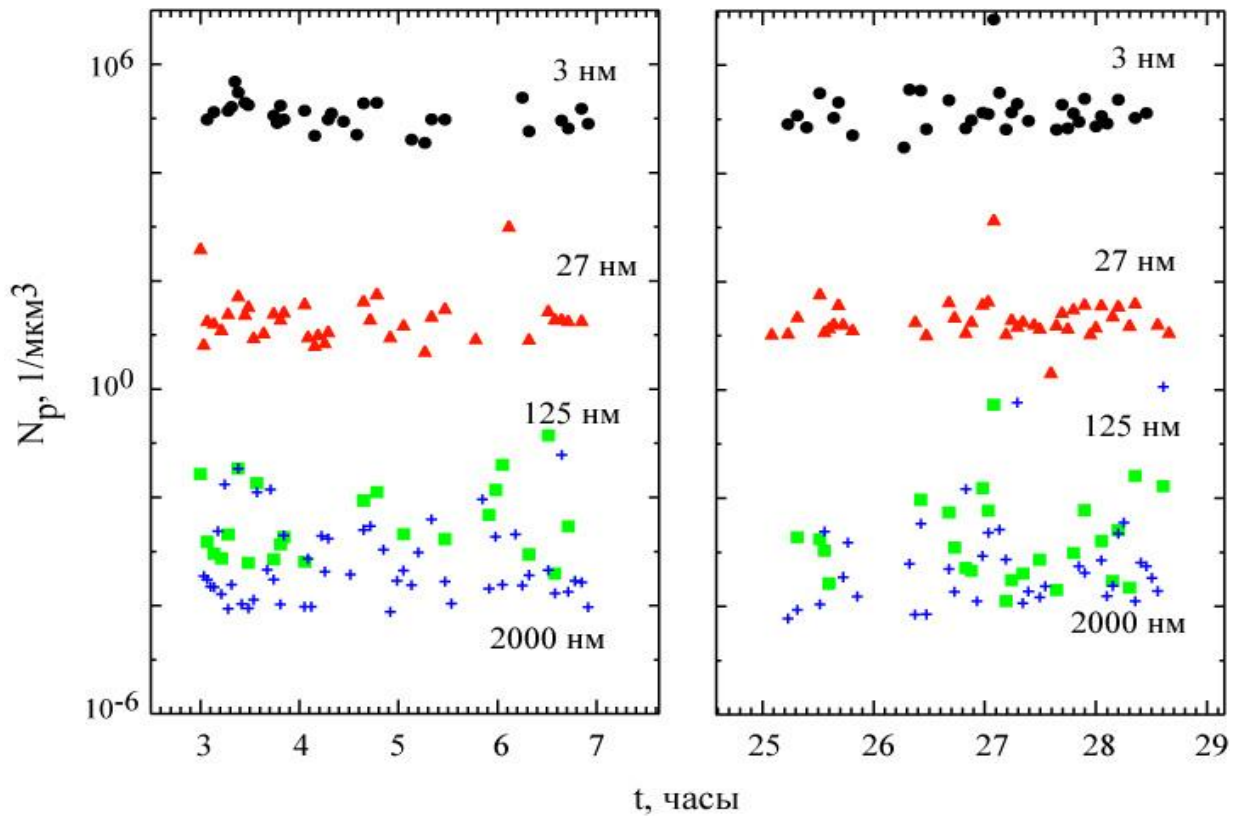 10⁶
10⁰
10⁻⁶
Nₚ, 1/мкм³
3 нм
27 нм
125 нм
2000 нм
3 4 5 6 7
3 нм
27 нм
125 нм
2000 нм
25 26 27 28 29
t, часы